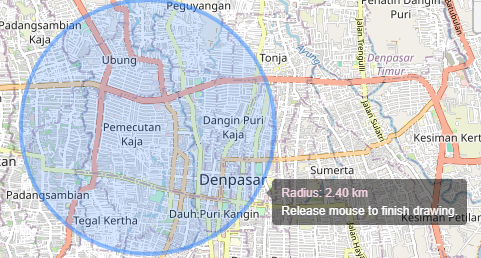 Peguyangan
Padangsambian
Kaja
Penatih Dangin
Puri
Ubung
Tonja
Ayung
Jalan Trengguli
Denpasar
Timur
Pemecutan
Kaja
Dangin Puri
Kaja
Jalan Sulatri
Kesiman Kert
Sumerta
Denpasar
Padangsambian
Radius: 2.40 km
Release mouse to finish drawing.
Tegal Kertha
Dauh Puri Kangin
Kesiman Petilan
Jalan Hay